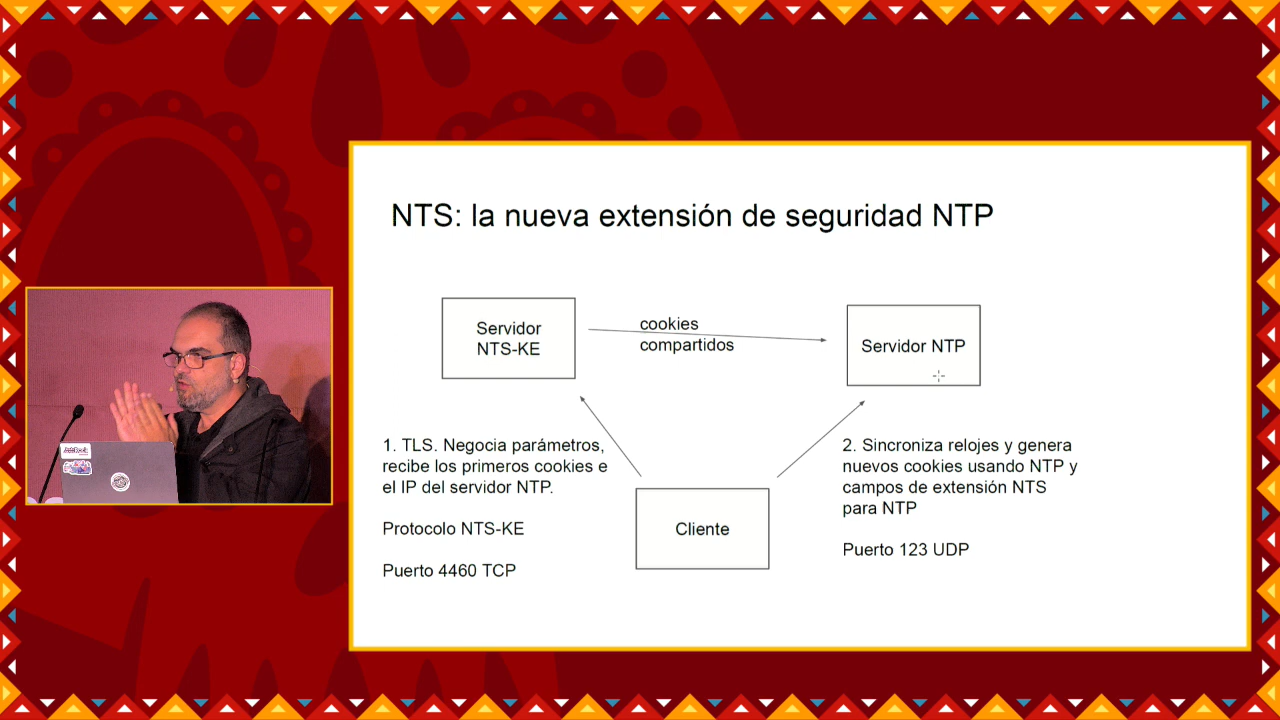 NTS: la nueva extensión de seguridad NTP
Servidor
NTS-KE
cookies
compartidos
Servidor NTP
1. TLS. Negocia parámetros,
recibe los primeros cookies e
el IP del servidor NTP.
Protocolo NTS-KE
Puerto 4460 TCP
Cliente
2. Sincroniza relojes y genera
nuevos cookies usando NTP y
campos de extensión NTS
para NTP
Puerto 123 UDP